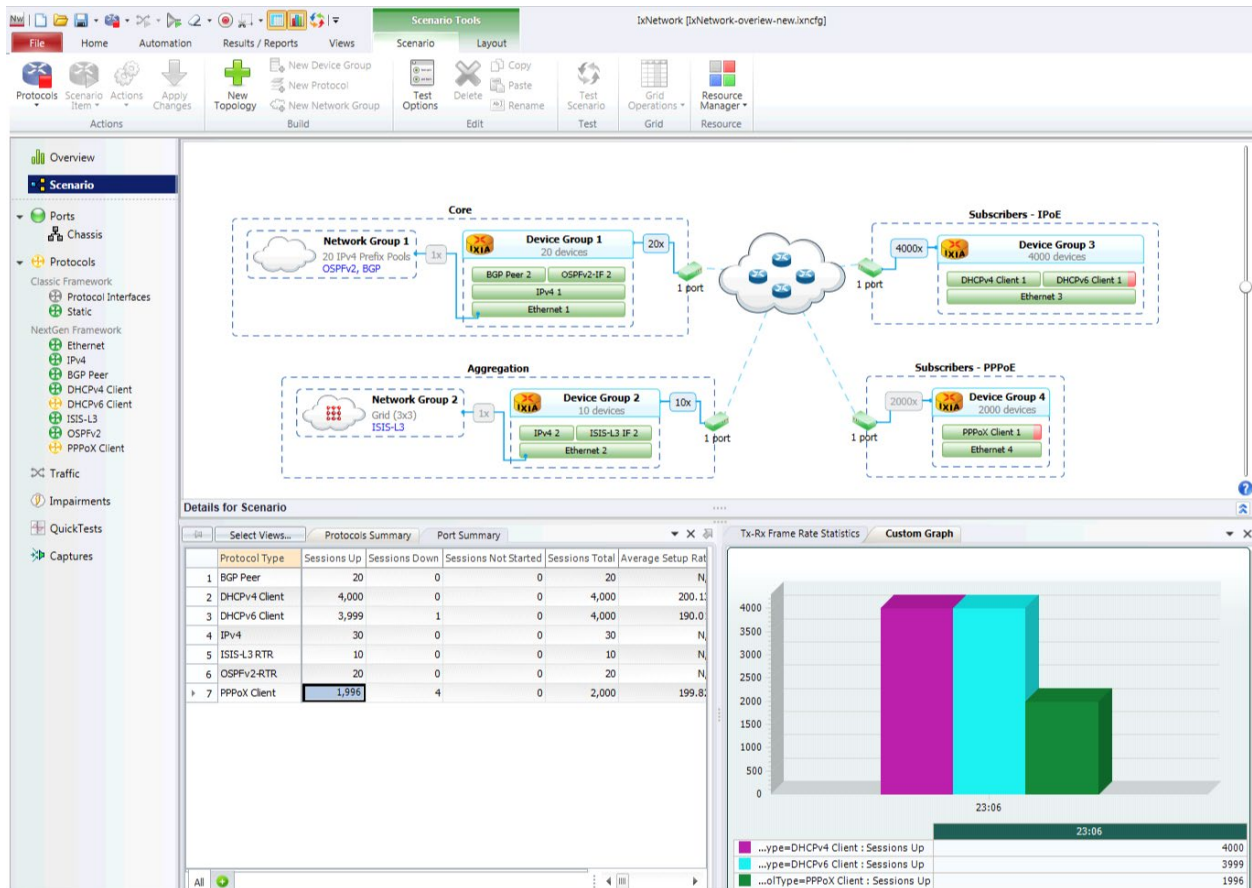 Nw
Scenario Tools
IxNetwork [IxNetwork-overiew-new.ixncfg]
File Home Automation Results / Reports Views Scenario Layout
Protocols Scenario Item Actions Apply Changes
Actions
New Topology New Device Group
New Protocol
New Network Group
Build
Test Options Delete Copy
Paste
Rename
Edit
Test Scenario
Test
Grid Operations
Grid
Resource Manager
Resource
Overview
Scenario
Ports
Chassis
Protocols
Classic Framework
Protocol Interfaces
Static
NextGen Framework
Ethernet
IPv4
BGP Peer
DHCPv4 Client
DHCPv6 Client
ISIS-L3
OSPFv2
PPPoX Client
Traffic
Impairments
QuickTests
Captures
Core
Network Group 1
20 IPv4 Prefix Pools
OSPFv2, BGP
1x
IXIA
Device Group 1
20 devices
BGP Peer 2 OSPFv2-IF 2
IPv4 1
Ethernet 1
20x
1 port
Subscribers - IPoE
1 port
4000x
IXIA
Device Group 3
4000 devices
DHCPv4 Client 1 DHCPv6 Client 1
Ethernet 3
Aggregation
Network Group 2
Grid (3x3)
ISIS-L3
1x
IXIA
Device Group 2
10 devices
IPv4 2 ISIS-L3 IF 2
Ethernet 2
10x
1 port
Subscribers - PPPoE
1 port
2000x
IXIA
Device Group 4
2000 devices
PPPoX Client 1
Ethernet 4
Details for Scenario
Select Views... Protocols Summary Port Summary
Protocol Type Sessions Up Sessions Down Sessions Not Started Sessions Total Average Setup Rat
1 BGP Peer 20 0 0 20 N
2 DHCPv4 Client 4,000 0 0 4,000 200.1
3 DHCPv6 Client 3,999 1 0 4,000 190.0
4 IPv4 30 0 0 30 N
5 ISIS-L3 RTR 10 0 0 10 N
6 OSPFv2-RTR 20 0 0 20 N
7 PPPoX Client 1,996 4 0 2,000 199.8
All
Tx-Rx Frame Rate Statistics Custom Graph
4000
3500
3000
2500
2000
1500
1000
500
0
23:06
23:06
...ype=DHCPv4 Client : Sessions Up 4000
...ype=DHCPv6 Client : Sessions Up 3999
...olType=PPPoX Client : Sessions Up 1996